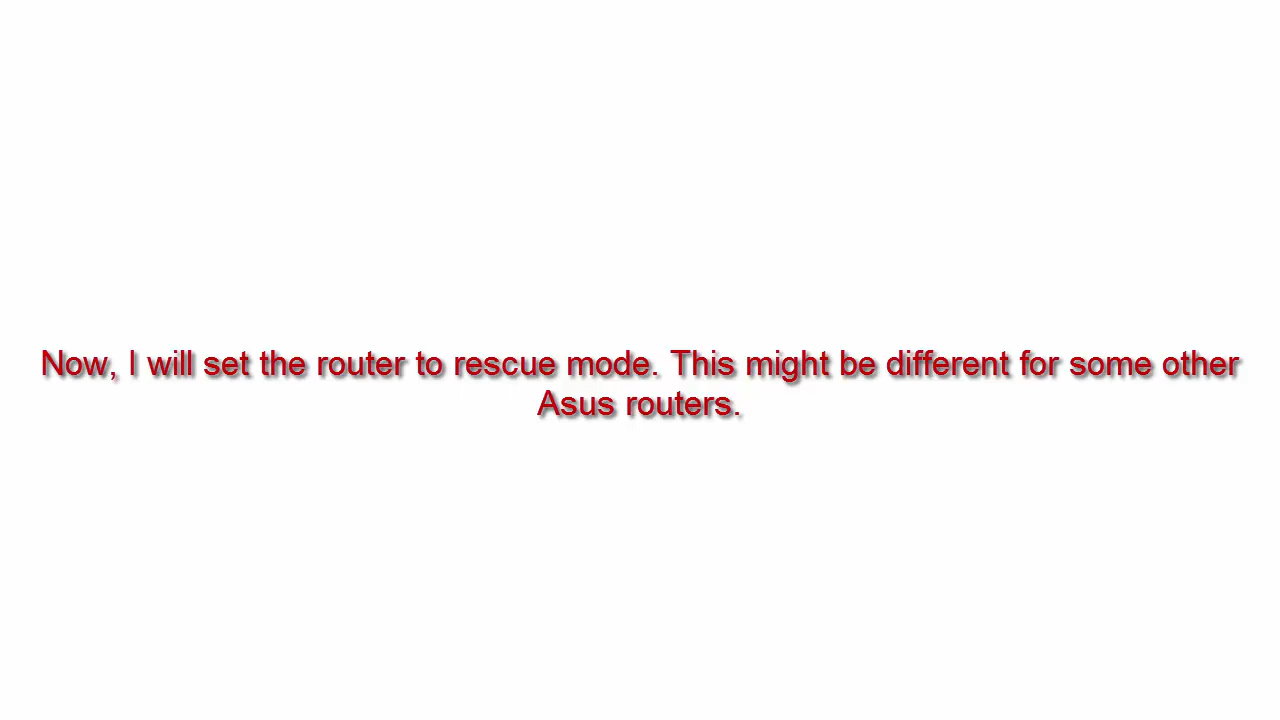 Now, I will set the router to rescue mode. This might be different for some other
Asus routers.